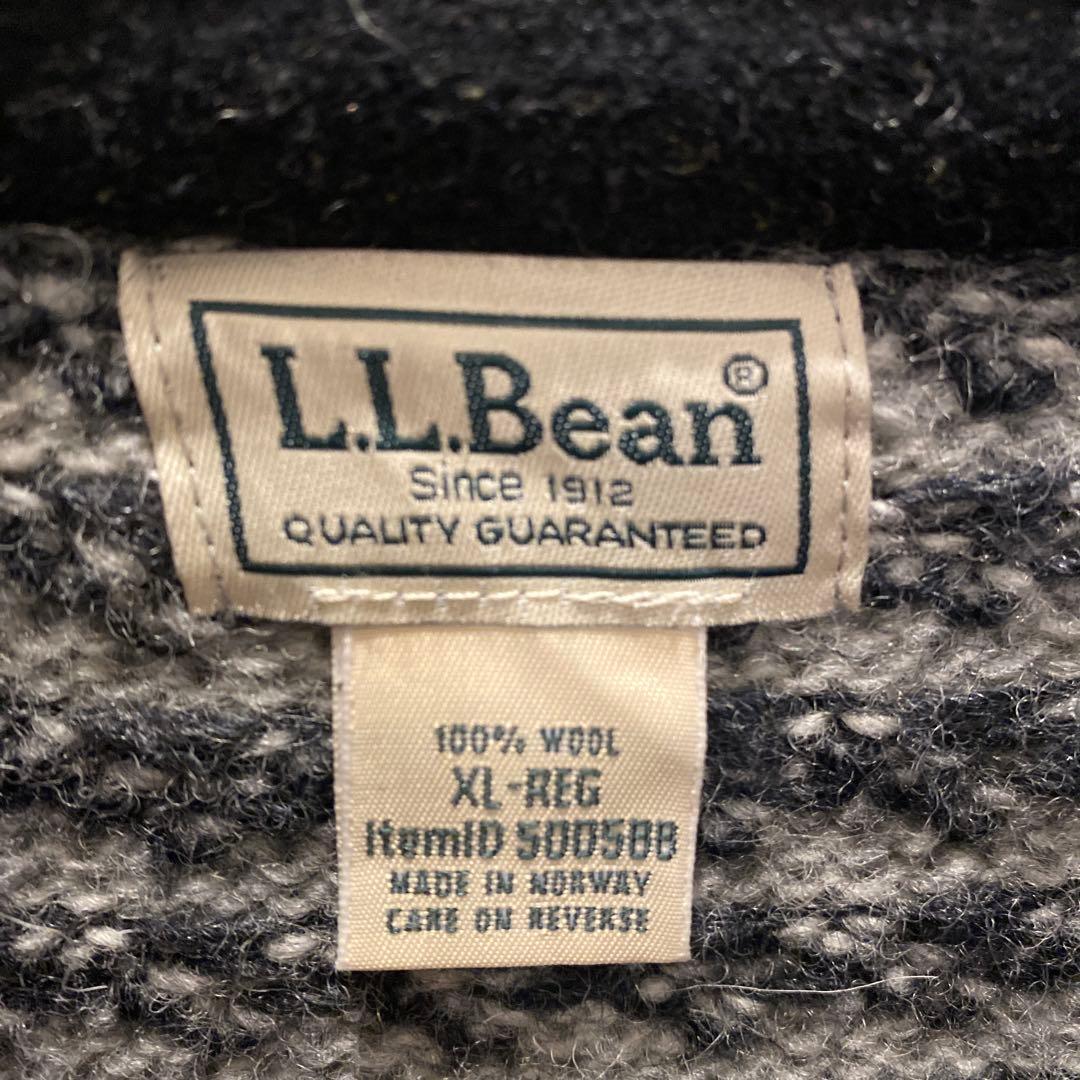 L.L.Bean®
Since 1912
QUALITY GUARANTEED
100% WOOL
XL-REG
ItemID 500588
MADE IN NORWAY
CARE ON REVERSE